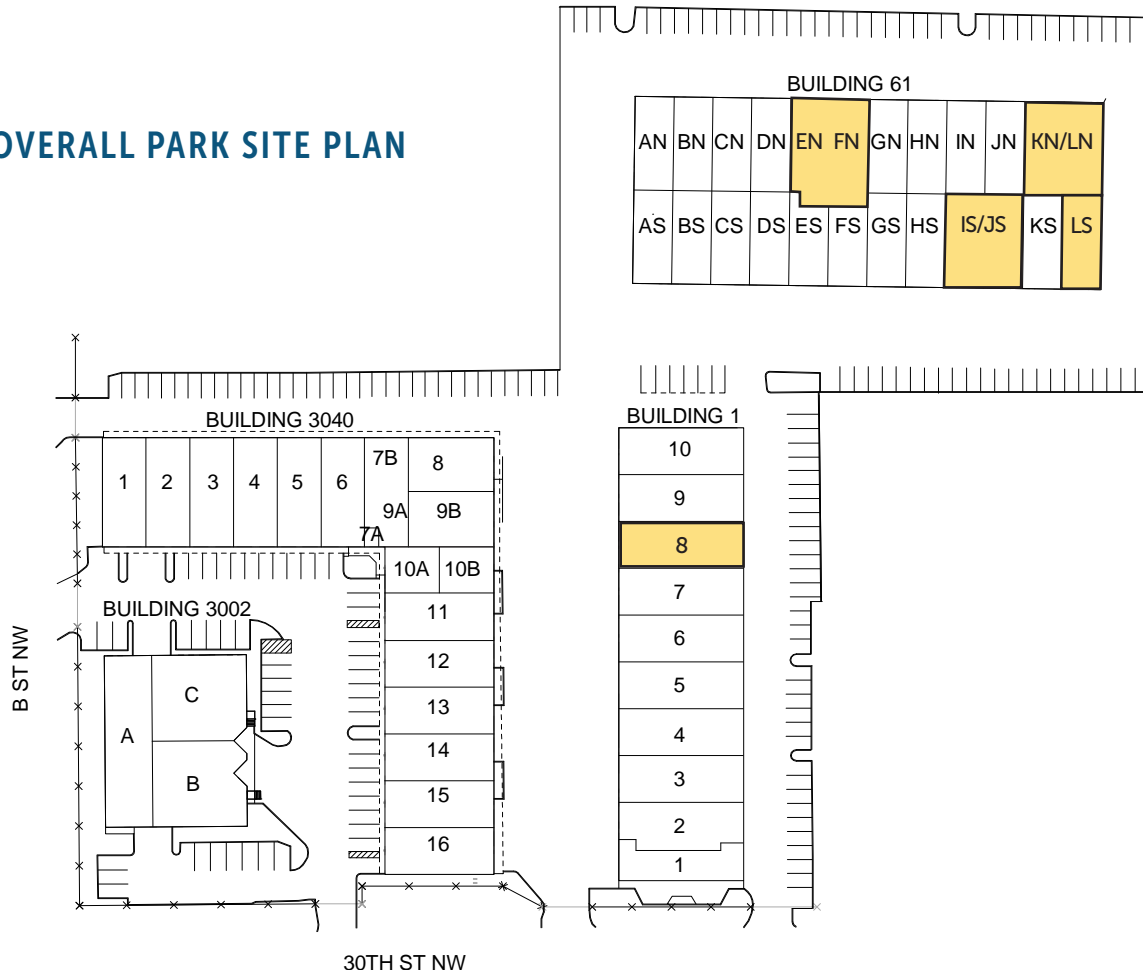 OVERALL PARK SITE PLAN
BUILDING 61
AN BN CN DN EN FN GN HN IN JN KN/LN
AS BS CS DS ES FS GS HS IS/JS KS LS
BUILDING 3040
1 2 3 4 5 6 7B 8
9A 9B
7A
10A 10B
11
12
13
14
15
16
BUILDING 3002
A
C
B
BUILDING 1
10
9
8
7
6
5
4
3
2
1
B ST NW
30TH ST NW